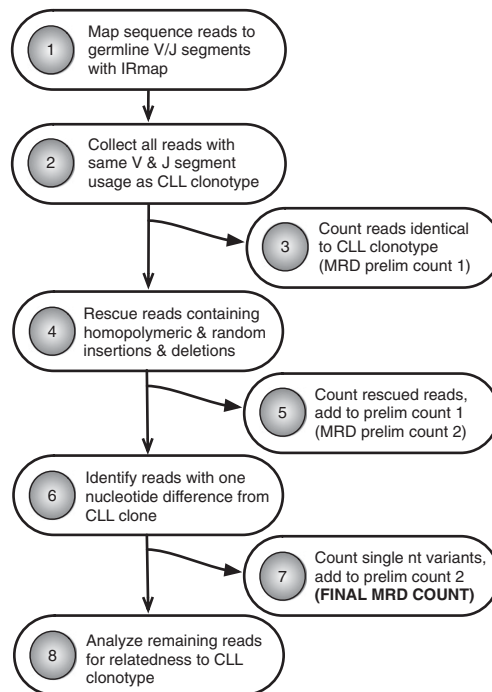 1
Map sequence reads to
germline V/J segments
with IRmap
2
Collect all reads with
same V & J segment
usage as CLL clonotype
3
Count reads identical
to CLL clonotype
(MRD prelim count 1)
4
Rescue reads containing
homopolymeric & random
insertions & deletions
5
Count rescued reads,
add to prelim count 1
(MRD prelim count 2)
6
Identify reads with one
nucleotide difference from
CLL clone
7
Count single nt variants,
add to prelim count 2
(FINAL MRD COUNT)
8
Analyze remaining reads
for relatedness to CLL
clonotype